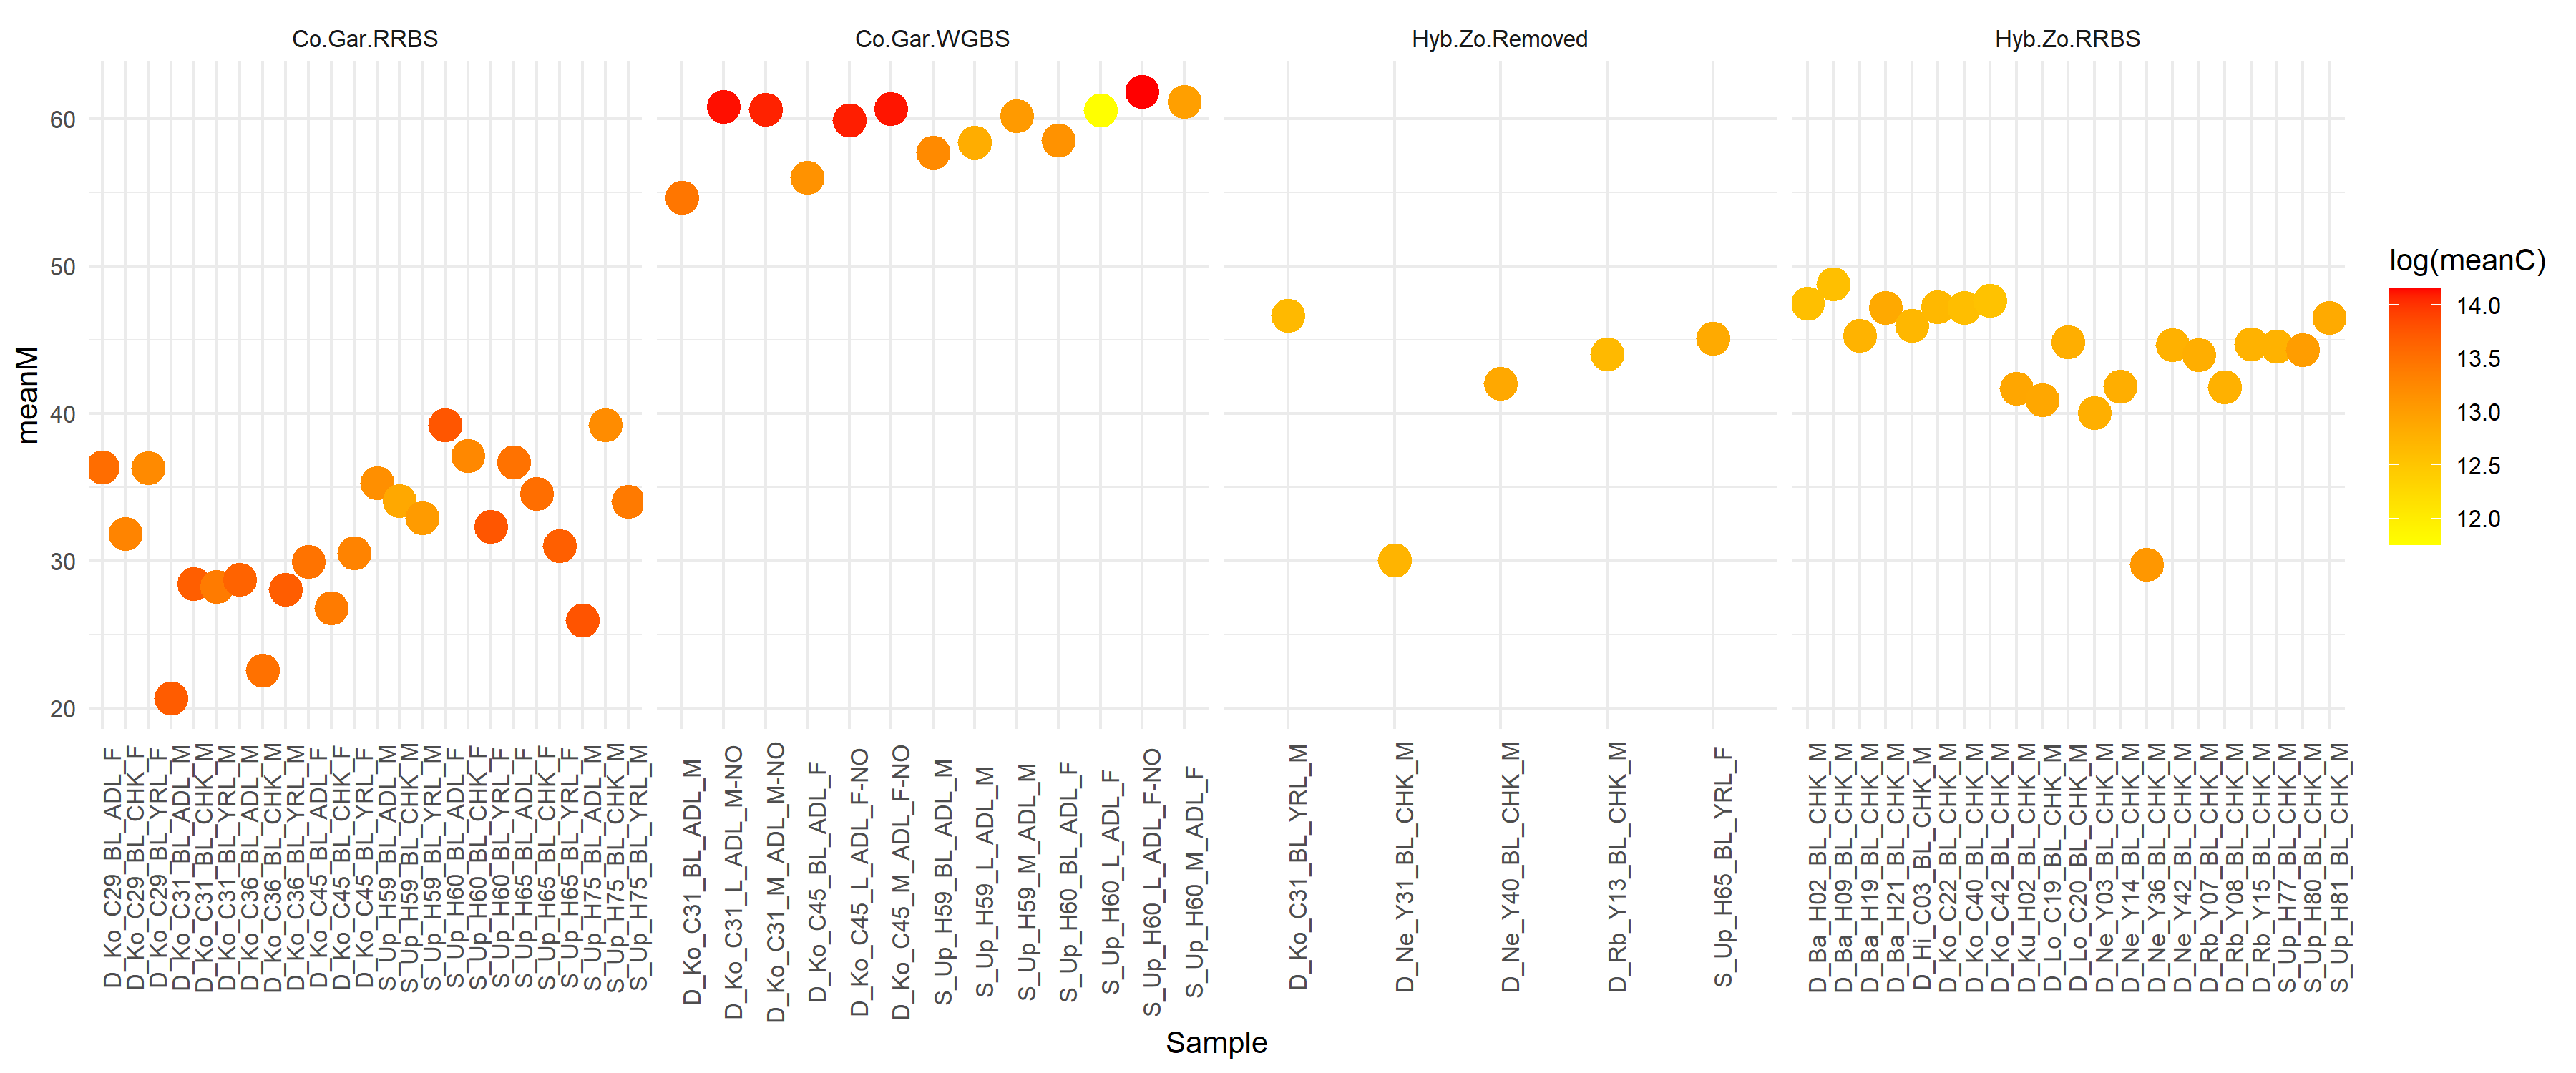 Co.Gar.RRBS
Co.Gar.WGBS
Hyb.Zo.Removed
Hyb.Zo.RRBS
meanM
60
50
40
30
20
log(meanC)
14.0
13.5
13.0
12.5
12.0
D_Ko_C29_BL_ADL_F
D_Ko_C29_BL_CHK_F
D_Ko_C29_BL_YRL_F
D_Ko_C31_BL_ADL_M
D_Ko_C31_BL_CHK_M
D_Ko_C31_BL_YRL_M
D_Ko_C36_BL_ADL_M
D_Ko_C36_BL_CHK_M
D_Ko_C36_BL_YRL_M
D_Ko_C45_BL_ADL_F
D_Ko_C45_BL_CHK_F
D_Ko_C45_BL_YRL_F
S_Up_H59_BL_ADL_M
S_Up_H59_BL_CHK_M
S_Up_H59_BL_YRL_M
S_Up_H60_BL_ADL_F
S_Up_H60_BL_CHK_F
S_Up_H60_BL_YRL_F
S_Up_H65_BL_ADL_F
S_Up_H65_BL_CHK_F
S_Up_H65_BL_YRL_F
S_Up_H75_BL_ADL_M
S_Up_H75_BL_CHK_M
S_Up_H75_BL_YRL_M
D_Ko_C31_BL_ADL_M
D_Ko_C31_L_ADL_M-NO
D_Ko_C31_M_ADL_M-NO
D_Ko_C45_BL_ADL_F
D_Ko_C45_L_ADL_F-NO
D_Ko_C45_M_ADL_F-NO
S_Up_H59_BL_ADL_M
S_Up_H59_L_ADL_M
S_Up_H59_M_ADL_M
S_Up_H60_BL_ADL_F
S_Up_H60_L_ADL_F
S_Up_H60_L_ADL_F-NO
S_Up_H60_M_ADL_F
D_Ko_C31_BL_YRL_M
D_Ne_Y31_BL_CHK_M
D_Ne_Y40_BL_CHK_M
D_Rb_Y13_BL_CHK_M
S_Up_H65_BL_YRL_F
D_Ba_H02_BL_CHK_M
D_Ba_H09_BL_CHK_M
D_Ba_H19_BL_CHK_M
D_Ba_H21_BL_CHK_M
D_Hi_C03_BL_CHK_M
D_Ko_C22_BL_CHK_M
D_Ko_C40_BL_CHK_M
D_Ko_C42_BL_CHK_M
D_Ku_H02_BL_CHK_M
D_Lo_C19_BL_CHK_M
D_Lo_C20_BL_CHK_M
D_Ne_Y03_BL_CHK_M
D_Ne_Y14_BL_CHK_M
D_Ne_Y36_BL_CHK_M
D_Ne_Y42_BL_CHK_M
D_Rb_Y07_BL_CHK_M
D_Rb_Y08_BL_CHK_M
D_Rb_Y15_BL_CHK_M
S_Up_H77_BL_CHK_M
S_Up_H80_BL_CHK_M
S_Up_H81_BL_CHK_M
Sample